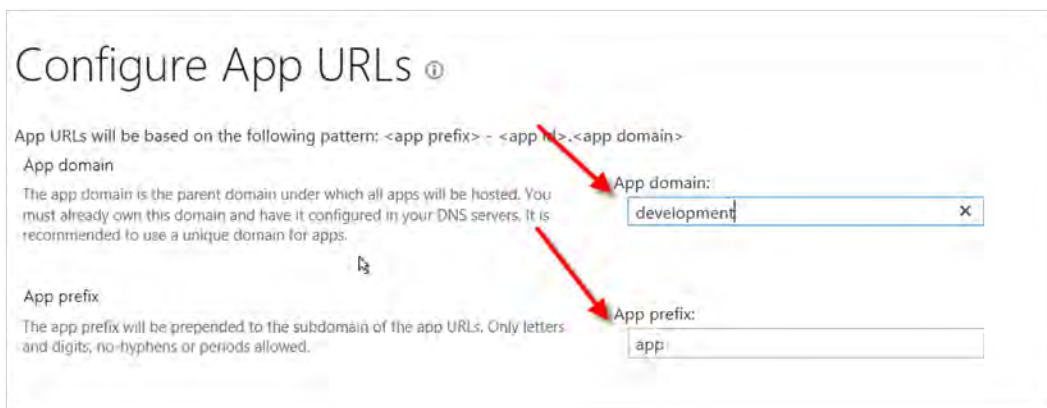 Configure App URLs
App URLs will be based on the following pattern: <app prefix> - <app id>.<app domain>
App domain
The app domain is the parent domain under which all apps will be hosted. You
must already own this domain and have it configured in your DNS servers. It is
recommended to use a unique domain for apps.
App domain:
development
App prefix
The app prefix will be prepended to the subdomain of the app URLs. Only letters
and digits, no-hyphens or periods allowed.
App prefix:
app